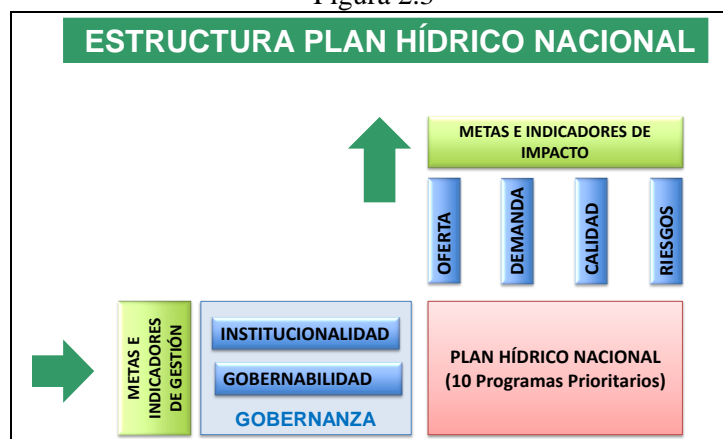 Figura 2.3
ESTRUCTURA PLAN HÍDRICO NACIONAL
METAS E INDICADORES DE
IMPACTO
OFERTA
DEMANDA
CALIDAD
RIESGOS
METAS E
INDICADORES
DE GESTIÓN
INSTITUCIONALIDAD
GOBERNABILIDAD
GOBERNANZA
PLAN HÍDRICO NACIONAL
(10 Programas Prioritarios)